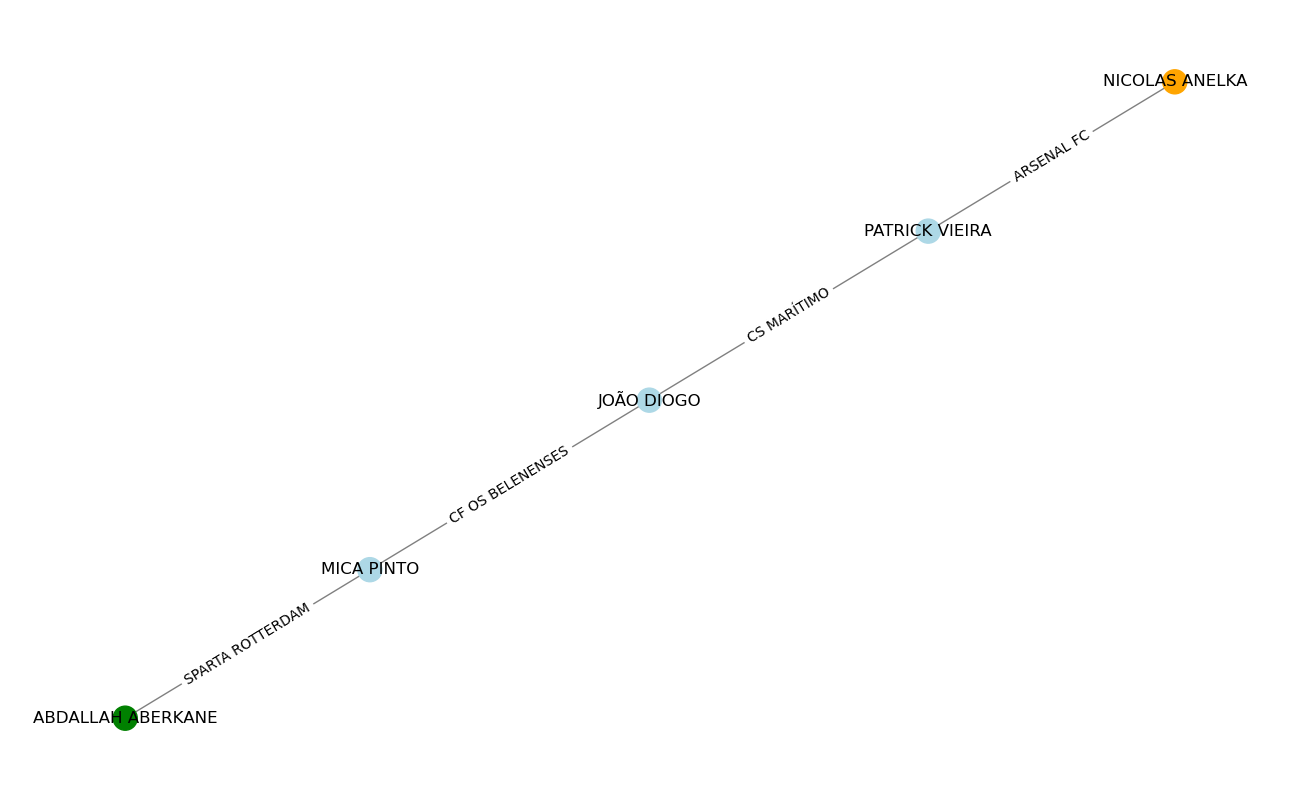 NICOLAS ANELKA
ARSENAL FC
PATRICK VIEIRA
CS MARÍTIMO
JOÃO DIOGO
CF OS BELENENSES
MICA PINTO
SPARTA ROTTERDAM
ABDALLAH ABERKANE